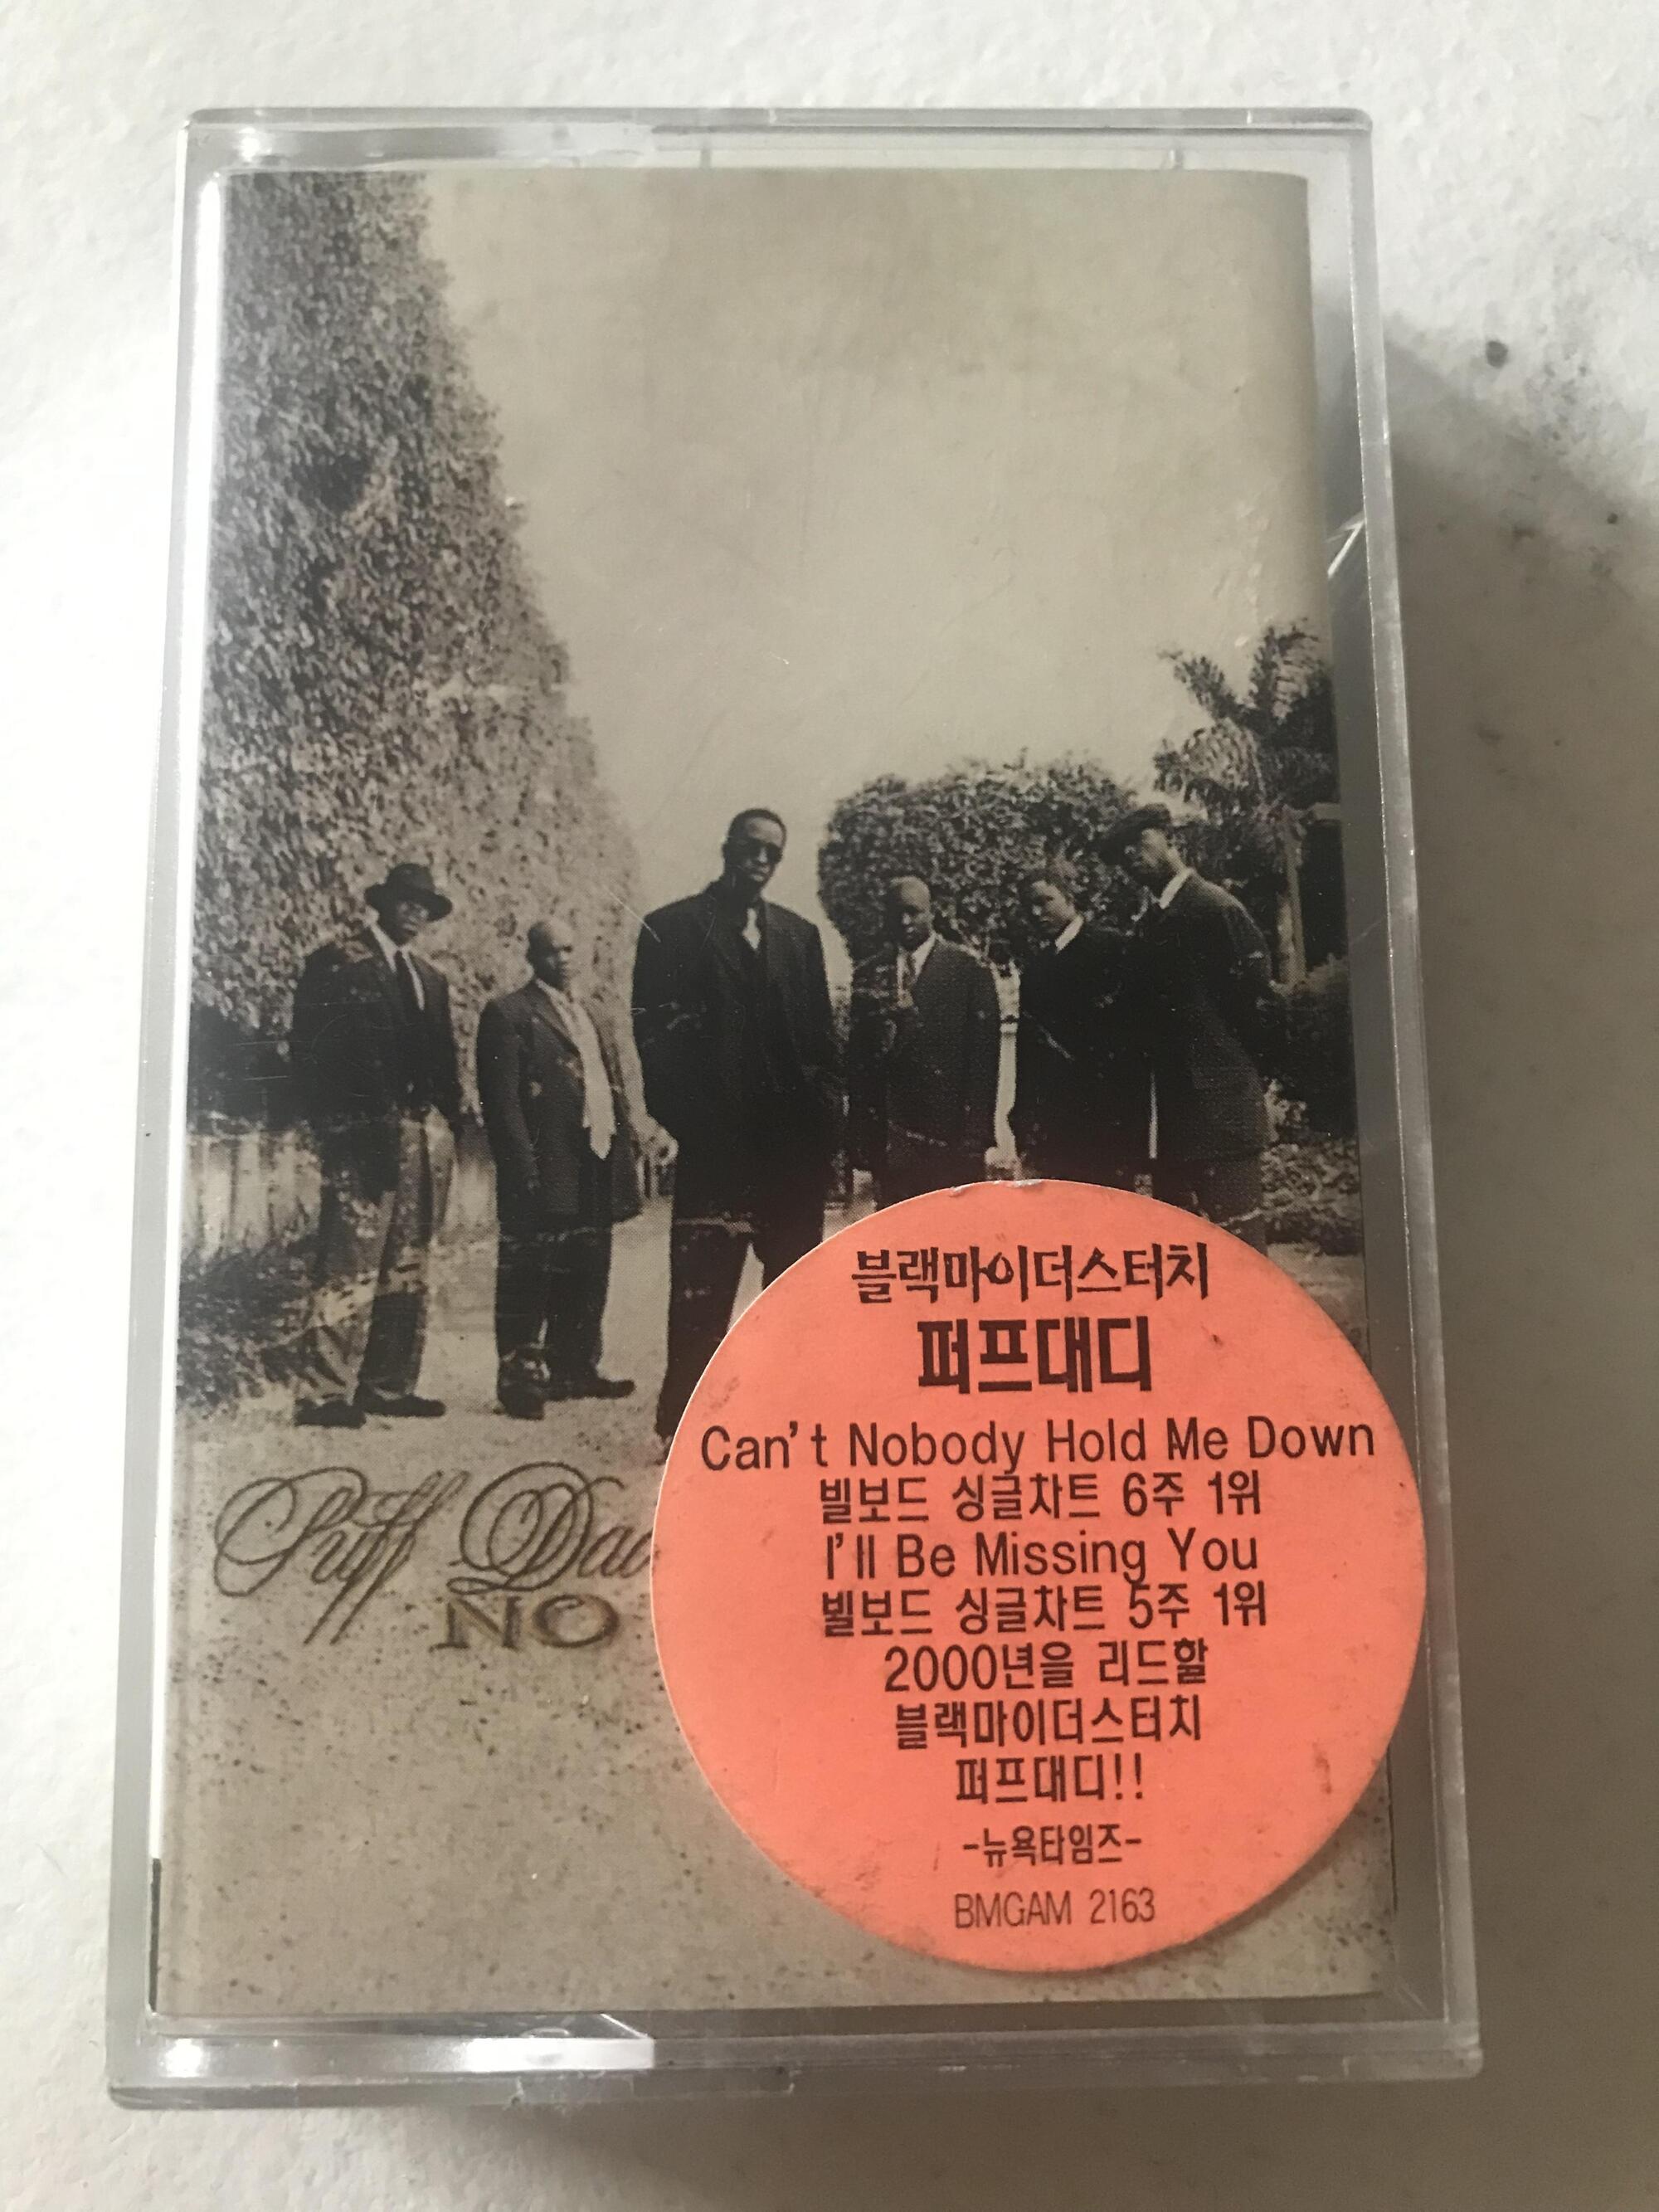 Puff Dad
NO
블랙마이더스터치
퍼프대디
Can't Nobody Hold Me Down
빌보드 싱글차트 6주 1위
I'll Be Missing You
빌보드 싱글차트 5주 1위
2000년을 리드할
블랙마이더스터치
퍼프대디!!
-뉴욕타임즈-
BMGAM 2163